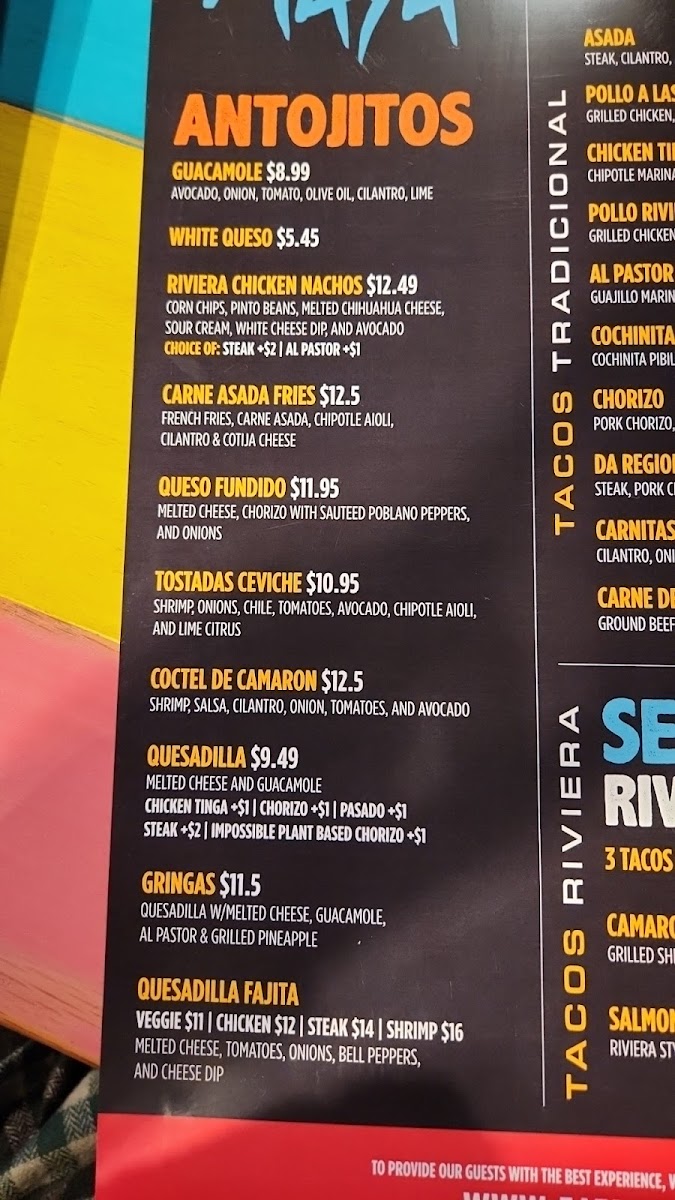 ANTOJITOS
GUACAMOLE $8.99
AVOCADO, ONION, TOMATO, OLIVE OIL, CILANTRO, LIME
WHITE QUESO $5.45
RIVIERA CHICKEN NACHOS $12.49
CORN CHIPS, PINTO BEANS, MELTED CHIHUAHUA CHEESE,
SOUR CREAM, WHITE CHEESE DIP, AND AVOCADO
CHOICE OF: STEAK +$2 | AL PASTOR +$1
CARNE ASADA FRIES $12.5
FRENCH FRIES, CARNE ASADA, CHIPOTLE AIOLI,
CILANTRO & COTIJA CHEESE
QUESO FUNDIDO $11.95
MELTED CHEESE, CHORIZO WITH SAUTEED POBLANO PEPPERS,
AND ONIONS
TOSTADAS CEVICHE $10.95
SHRIMP, ONIONS, CHILE, TOMATOES, AVOCADO, CHIPOTLE AIOLI,
AND LIME CITRUS
COCTEL DE CAMARON $12.5
SHRIMP, SALSA, CILANTRO, ONION, TOMATOES, AND AVOCADO
QUESADILLA $9.49
MELTED CHEESE AND GUACAMOLE
CHICKEN TINGA +$1 | CHORIZO +$1 | PASADO +$1
STEAK +$2 | IMPOSSIBLE PLANT BASED CHORIZO +$1
GRINGAS $11.5
QUESADILLA W/MELTED CHEESE, GUACAMOLE,
AL PASTOR & GRILLED PINEAPPLE
QUESADILLA FAJITA
VEGGIE $11 | CHICKEN $12 | STEAK $14 | SHRIMP $16
MELTED CHEESE, TOMATOES, ONIONS, BELL PEPPERS,
AND CHEESE DIP
TACOS TRADICIONAL
ASADA
STEAK, CILANTRO,
POLLO A LAS
GRILLED CHICKEN,
CHICKEN TI
CHIPOTLE MARINA
POLLO RIVI
GRILLED CHICKEN
AL PASTOR
GUAJILLO MARIN
COCHINITA
COCHINITA PIBIL
CHORIZO
PORK CHORIZO,
DA REGIO
STEAK, PORK C
CARNITAS
CILANTRO, ONI
CARNE DE
GROUND BEEF
TACOS RIVIERA
SE
RIV
3 TACOS
CAMARO
GRILLED SH
SALMON
RIVIERA ST
TO PROVIDE OUR GUESTS WITH THE BEST EXPERIENCE,